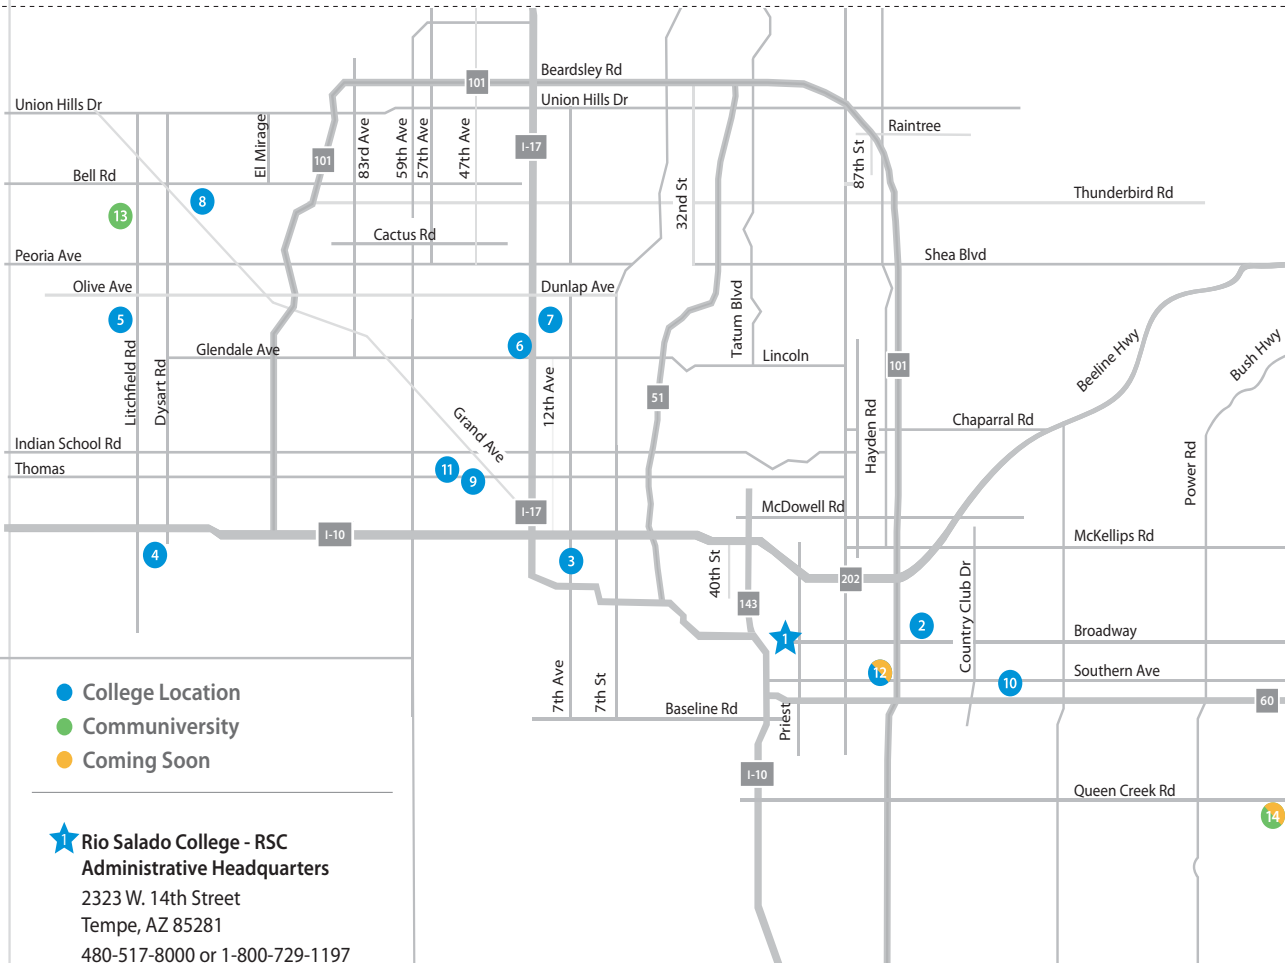 Beardsley Rd
101
Union Hills Dr
Union Hills Dr
El Mirage
101
83rd Ave
59th Ave
57th Ave
47th Ave
I-17
Raintree
87th St
Bell Rd
8
13
32nd St
Thunderbird Rd
Cactus Rd
Peoria Ave
Shea Blvd
Olive Ave
Dunlap Ave
5
7
6
Tatum Blvd
Litchfield Rd
Dysart Rd
Glendale Ave
Lincoln
101
Beeline Hwy
Bush Hwy
12th Ave
51
Grand Ave
Hayden Rd
Chaparral Rd
Indian School Rd
Thomas
11
9
Power Rd
I-17
McDowell Rd
I-10
McKellips Rd
4
3
40th St
202
143
Country Club Dr
1
2
Broadway
12
Southern Ave
10
7th Ave
7th St
Baseline Rd
Priest
60
College Location
Communiversity
Coming Soon
I-10
Queen Creek Rd
14
1 Rio Salado College - RSC
Administrative Headquarters
2323 W. 14th Street
Tempe, AZ 85281
480-517-8000 or 1-800-729-1197